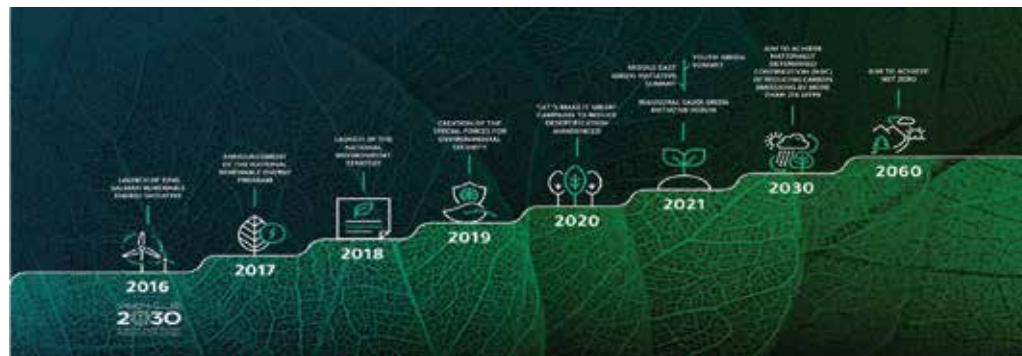 LAUNCH OF KING
SALMAN RENEWABLE
ENERGY INITIATIVE
2016
2030
ANNOUNCEMENT
OF THE NATIONAL
RENEWABLE ENERGY
PROGRAM
2017
LAUNCH OF THE
NATIONAL
ENVIRONMENT
STRATEGY
2018
CREATION OF THE
SPECIAL FORCES FOR
ENVIRONMENTAL
SECURITY
2019
"LET'S MAKE IT GREEN"
CAMPAIGN TO REDUCE
DESERTIFICATION
ANNOUNCED
2020
MIDDLE EAST
GREEN INITIATIVE
SUMMIT
YOUTH GREEN
SUMMIT
INAUGURAL SAUDI GREEN
INITIATIVE FORUM
2021
AIM TO ACHIEVE
NATIONALLY
DETERMINED
CONTRIBUTION (NDC)
OF REDUCING CARBON
EMISSIONS BY MORE
THAN 278 MTPA
2030
AIM TO ACHIEVE
NET ZERO
2060